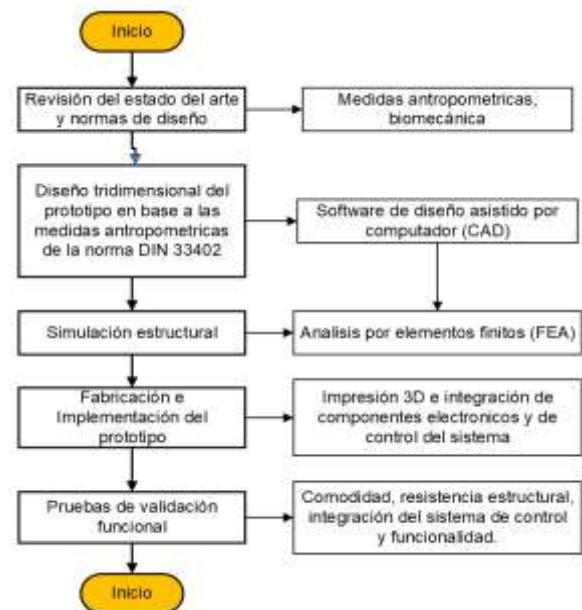 Inicio
Revisión del estado del arte
y normas de diseño
Medidas antropometricas,
biomecánica
Diseño tridimensional del
prototipo en base a las
medidas antropometricas
de la norma DIN 33402
Software de diseño asistido por
computador (CAD)
Simulación estructural
Analisis por elementos finitos (FEA)
Fabricación e
Implementación del
prototipo
Impresión 3D e integración de
componentes electronicos y de
control del sistema
Pruebas de validación
funcional
Comodidad, resistencia estructural,
integración del sistema de control
y funcionalidad.
Inicio